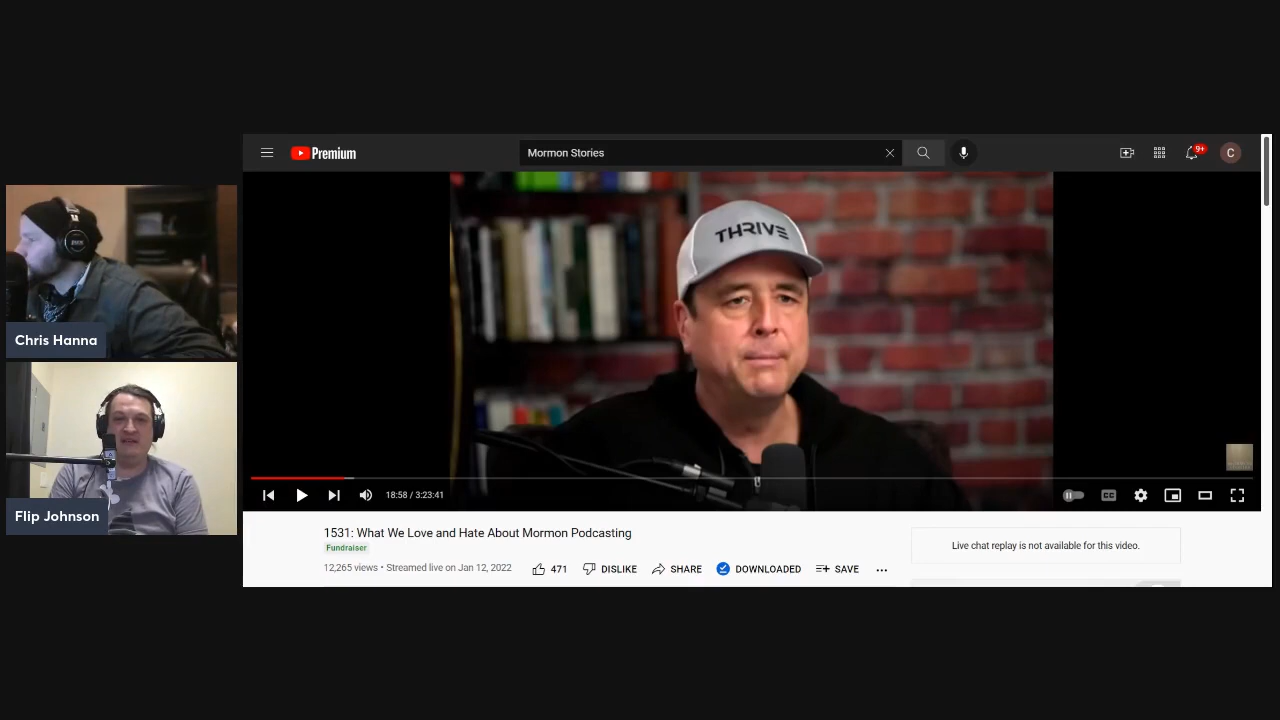 Premium
Mormon Stories
9+
C
THRIVE
Chris Hanna
Flip Johnson
18:58 / 3:23:41
CC
1531: What We Love and Hate About Mormon Podcasting
Fundraiser
12,265 views • Streamed live on Jan 12, 2022
471
DISLIKE
SHARE
DOWNLOADED
SAVE
Live chat replay is not available for this video.